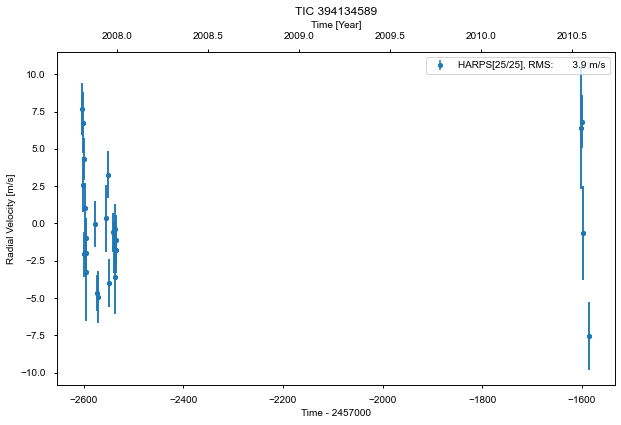 TIC 394134589
Time [Year]
2008.0 2008.5 2009.0 2009.5 2010.0 2010.5
HARPS[25/25], RMS: 3.9 m/s
10.0
7.5
5.0
2.5
0.0
−2.5
−5.0
−7.5
−10.0
Radial Velocity [m/s]
−2600 −2400 −2200 −2000 −1800 −1600
Time - 2457000